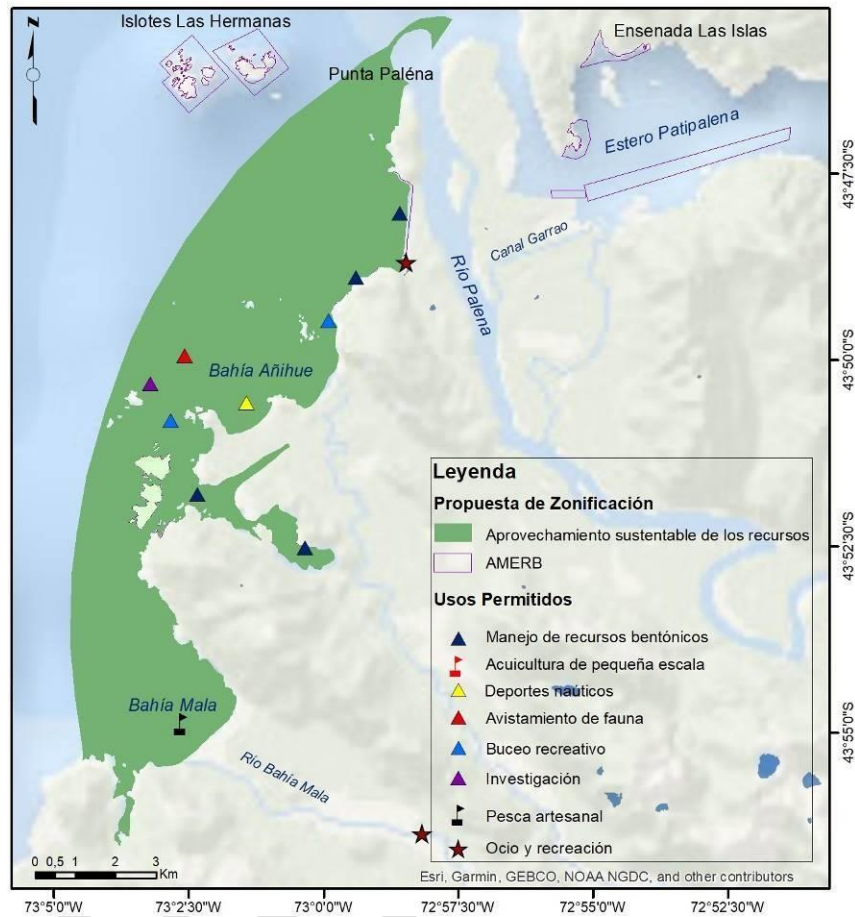 Islotes Las Hermanas
Ensenada Las Islas
N
Punta Paléna
Estero Patipalena
43°47'30"S
Canal Garrao
Río Palena
43°50'0"S
Bahía Añihue
43°52'30"S
43°55'0"S
Bahía Mala
Río Bahía Mala
Leyenda
Propuesta de Zonificación
Aprovechamiento sustentable de los recursos
AMERB
Usos Permitidos
Manejo de recursos bentónicos
Acuicultura de pequeña escala
Deportes naúticos
Avistamiento de fauna
Buceo recreativo
Investigación
Pesca artesanal
Ocio y recreación
0 0,5 1 2 3
Km
Esri, Garmin, GEBCO, NOAA NGDC, and other contributors
73°5'0"W 73°2'30"W 73°0'0"W 72°57'30"W 72°55'0"W 72°52'30"W